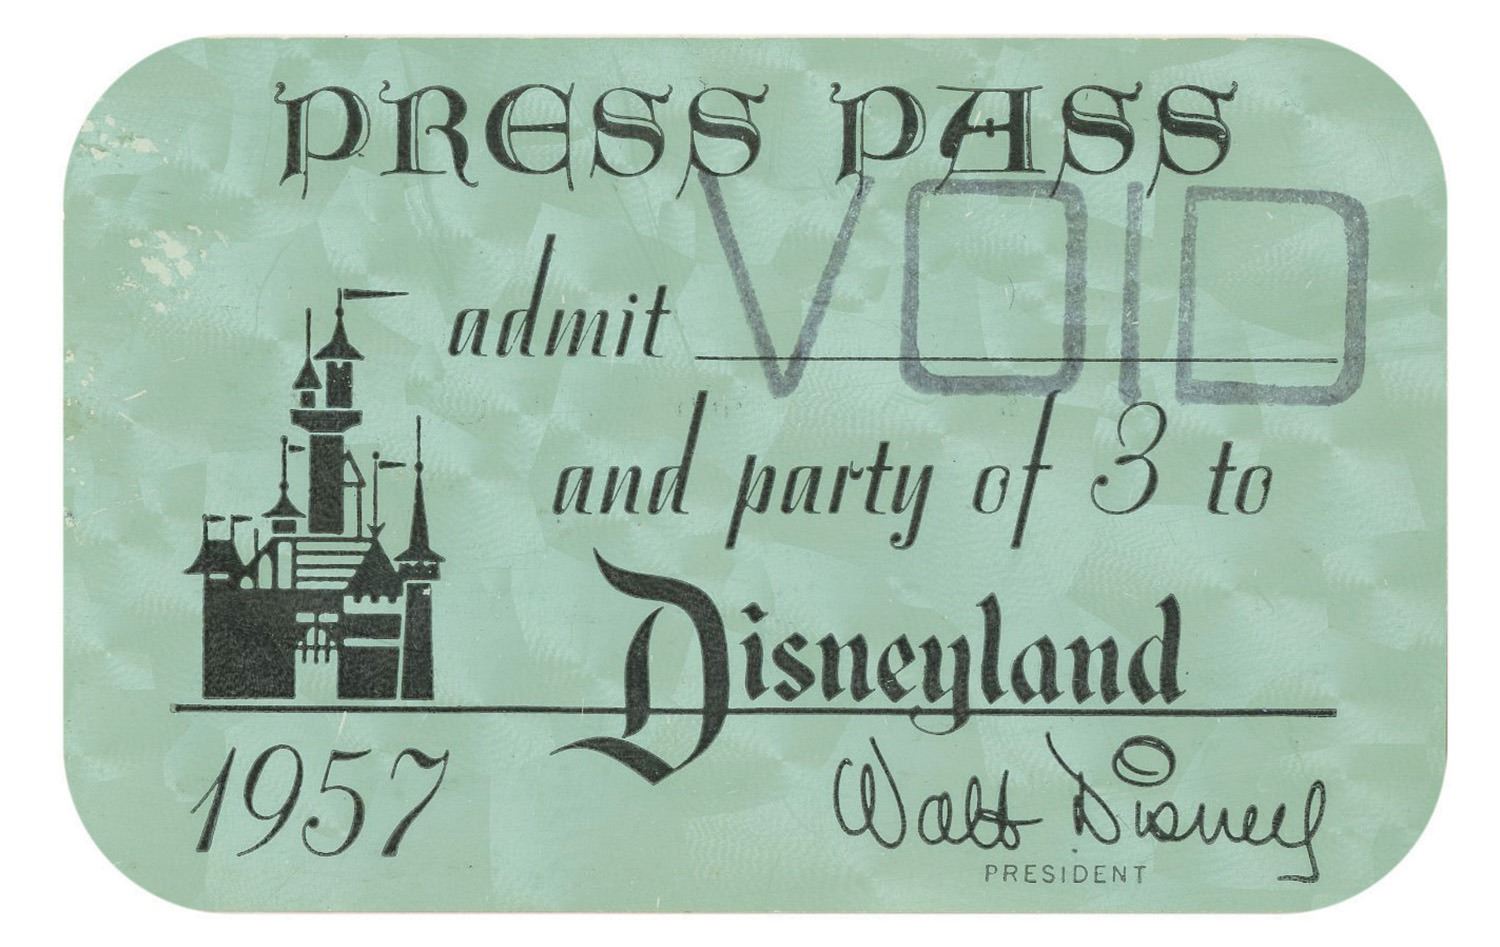 PRESS PASS
admit VOID
and party of 3 to
Disneyland
1957
Walt Disney
PRESIDENT